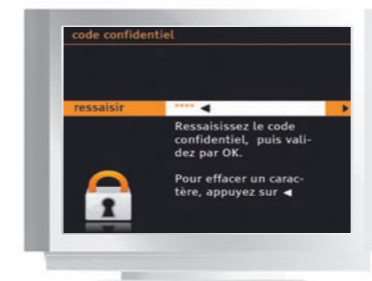 code confidentiel
ressaisir **** ◀ ▶
Ressaisissez le code
confidentiel, puis vali-
dez par OK.
Pour effacer un carac-
tère, appuyez sur ◀